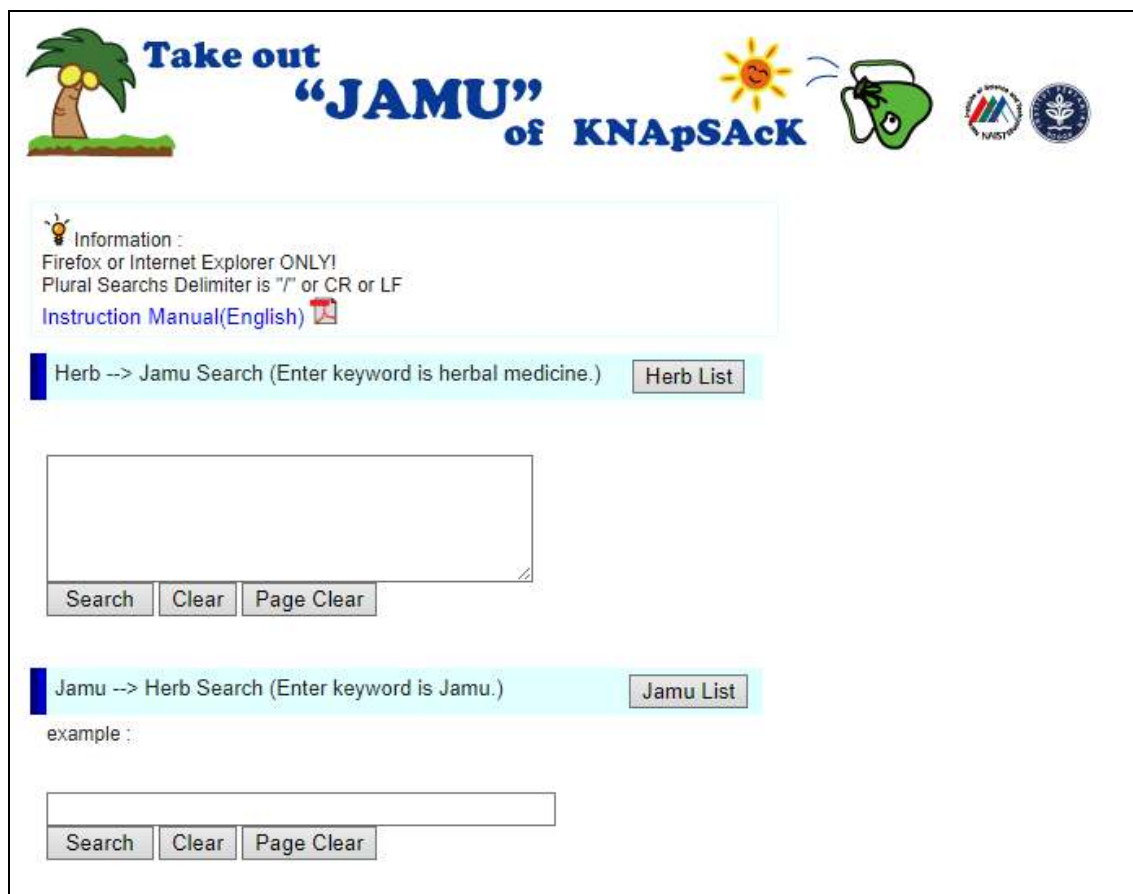 Take out
“JAMU”
of KNApSAcK
NAIST
Information :
Firefox or Internet Explorer ONLY!
Plural Searchs Delimiter is "/" or CR or LF
Instruction Manual(English)
Herb --> Jamu Search (Enter keyword is herbal medicine.) Herb List
Search Clear Page Clear
Jamu --> Herb Search (Enter keyword is Jamu.) Jamu List
example :
Search Clear Page Clear